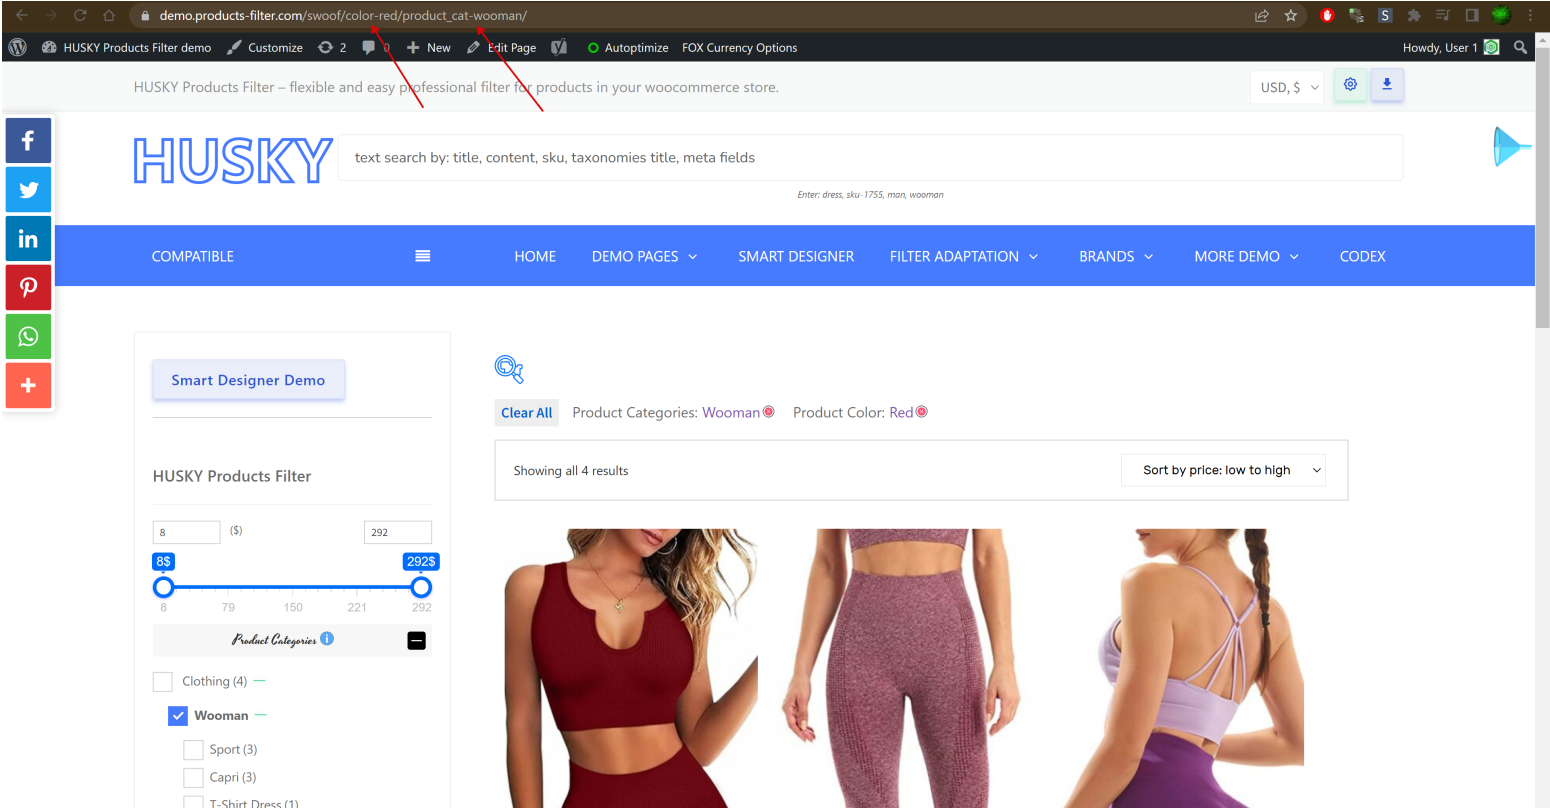 demo.products-filter.com/swoof/color-red/product_cat-wooman/
HUSKY Products Filter demo Customize 2 0 New Edit Page Autoptimize FOX Currency Options Howdy, User 1
HUSKY Products Filter – flexible and easy professional filter for products in your woocommerce store. USD, $
HUSKY
text search by: title, content, sku, taxonomies title, meta fields
Enter: dress, sku-1755, man, wooman
COMPATIBLE HOME DEMO PAGES SMART DESIGNER FILTER ADAPTATION BRANDS MORE DEMO CODEX
Smart Designer Demo
Clear All Product Categories: Wooman Product Color: Red
Showing all 4 results Sort by price: low to high
HUSKY Products Filter
8 ($) 292
8$ 292$
8 79 150 221 292
Product Categories
Clothing (4)
Wooman
Sport (3)
Capri (3)
T-Shirt Dress (1)